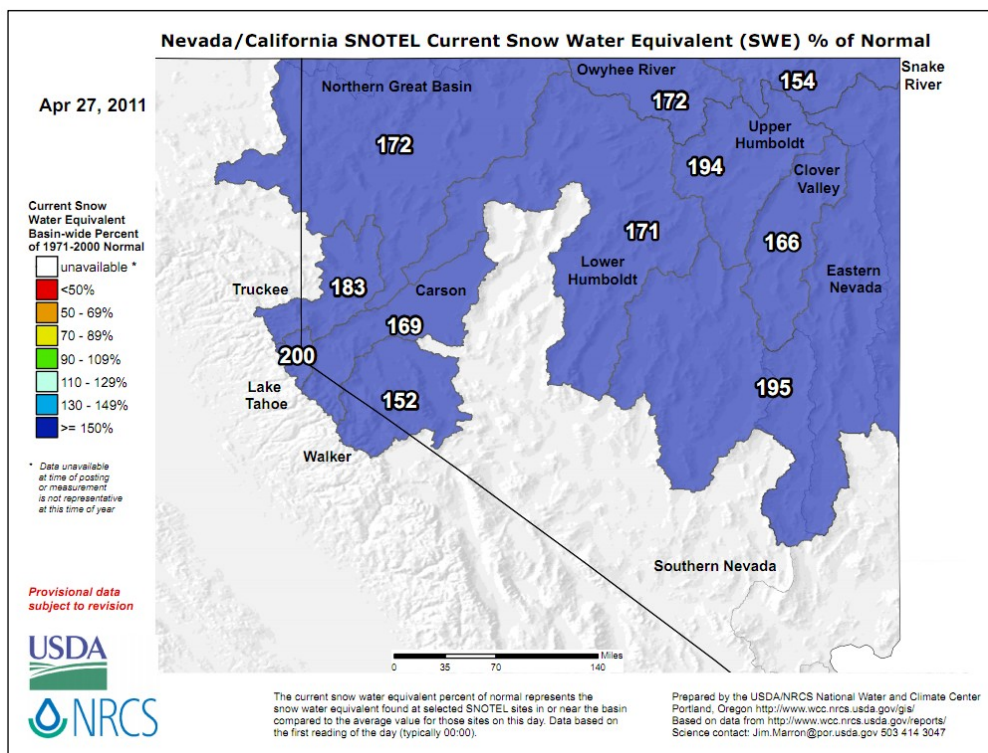 Nevada/California SNOTEL Current Snow Water Equivalent (SWE) % of Normal
Apr 27, 2011
Current Snow
Water Equivalent
Basin-wide Percent
of 1971-2000 Normal
unavailable *
<50%
50 - 69%
70 - 89%
90 - 109%
110 - 129%
130 - 149%
>= 150%
* Data unavailable
at time of posting
or measurement
is not representative
at this time of year
Provisional data
subject to revision
USDA
NRCS
Northern Great Basin
172
Owyhee River
172
154
Snake
River
Upper
Humboldt
194
Clover
Valley
166
171
Lower
Humboldt
Eastern
Nevada
183
Truckee
Carson
169
200
Lake
Tahoe
152
Walker
195
Southern Nevada
Miles
0 35 70 140
The current snow water equivalent percent of normal represents the
snow water equivalent found at selected SNOTEL sites in or near the basin
compared to the average value for those sites on this day. Data based on
the first reading of the day (typically 00:00).
Prepared by the USDA/NRCS National Water and Climate Center
Portland, Oregon http://www.wcc.nrcs.usda.gov/gis/
Based on data from http://www.wcc.nrcs.usda.gov/reports/
Science contact: Jim.Marron@por.usda.gov 503 414 3047